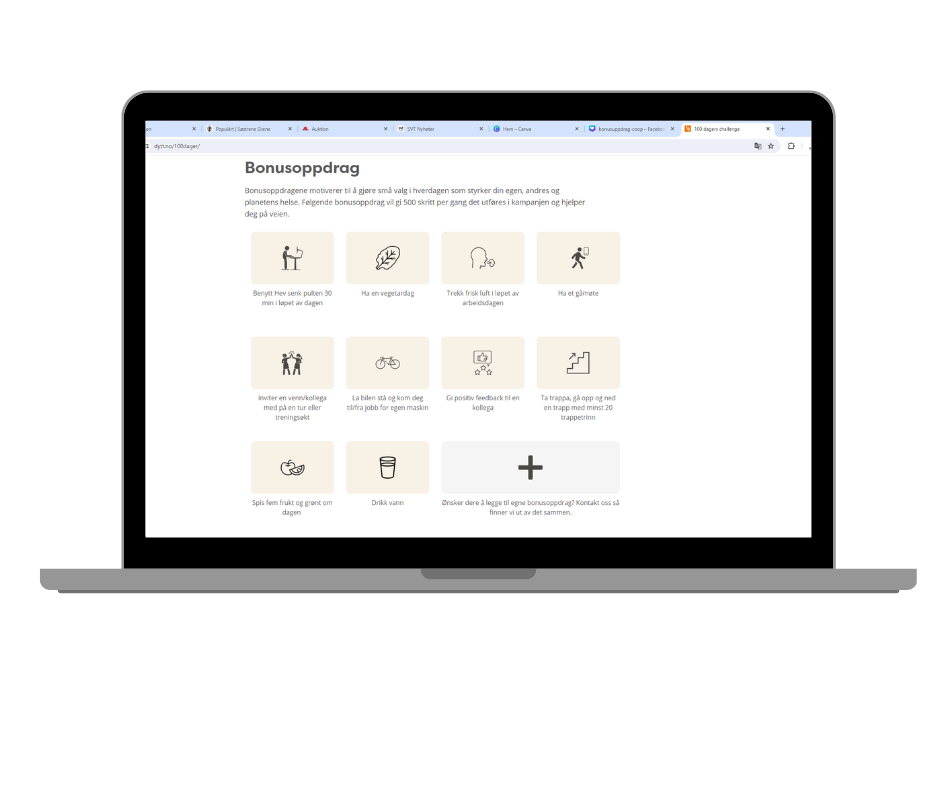 en
Populärt | Søstrene Grene
Auktion
SVT Nyheter
Hem – Canva
bonusuppdrag-coop – Facebo
100 dagers challenge
dytt.no/100dager/
Bonusoppdrag
Bonusoppdragene motiverer til å gjøre små valg i hverdagen som styrker din egen, andres og
planetens helse. Følgende bonusoppdrag vil gi 500 skritt per gang det utføres i kampanjen og hjelper
deg på veien.
Benytt Hev senk pulten 30
min i løpet av dagen
Ha en vegetardag
Trekk frisk luft i løpet av
arbeidsdagen
Ha et gåmøte
Inviter en venn/kollega
med på en tur eller
treningsøkt
La bilen stå og kom deg
til/fra jobb for egen maskin
Gi positiv feedback til en
kollega
Ta trappa, gå opp og ned
en trapp med minst 20
trappetrinn
Spis fem frukt og grønt om
dagen
Drikk vann
Ønsker dere å legge til egne bonusoppdrag? Kontakt oss så
finner vi ut av det sammen.